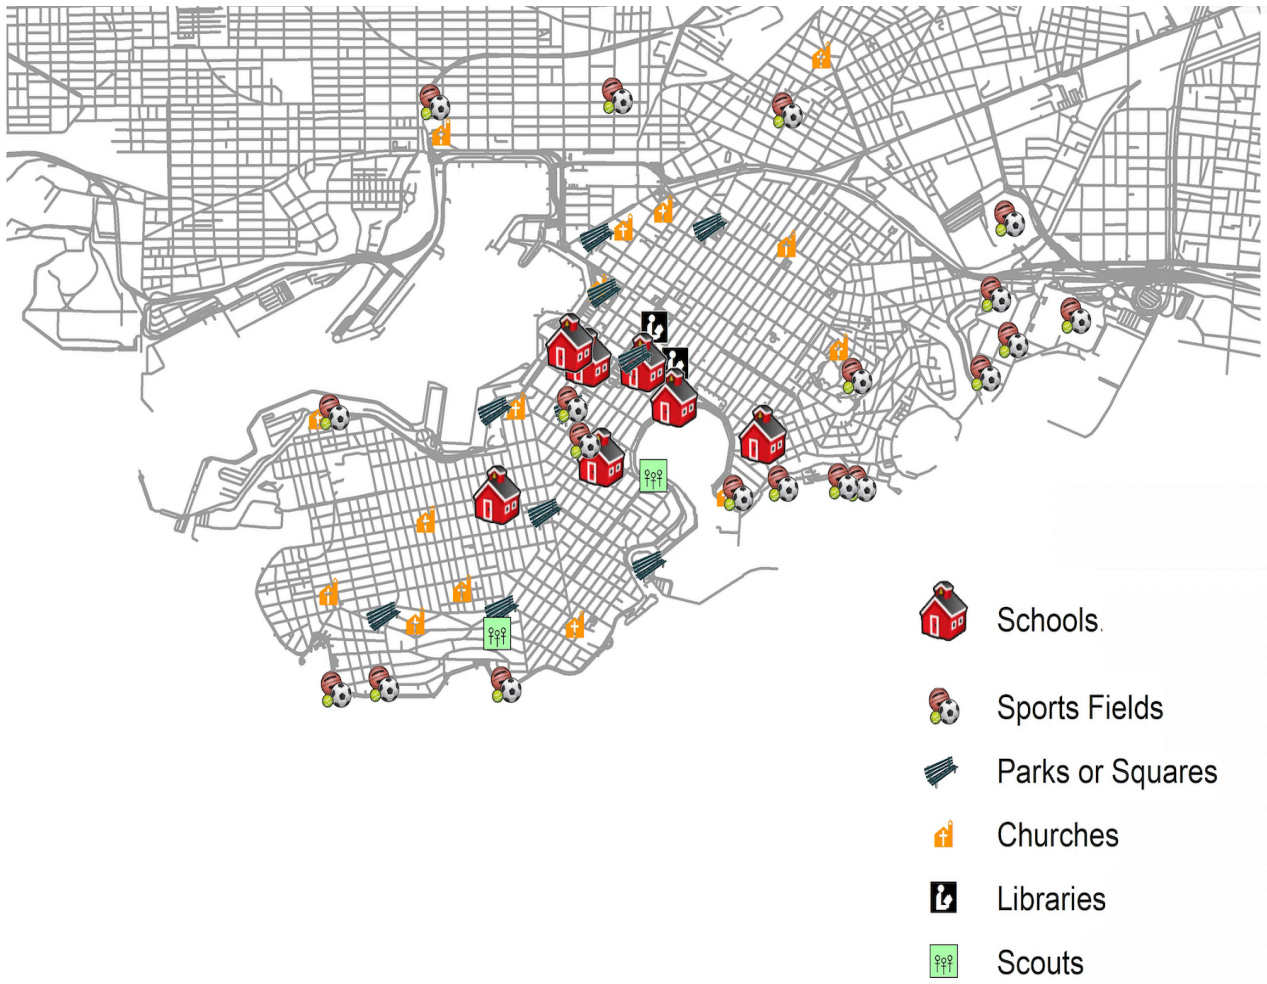 Schools.
Sports Fields
Parks or Squares
Churches
Libraries
Scouts